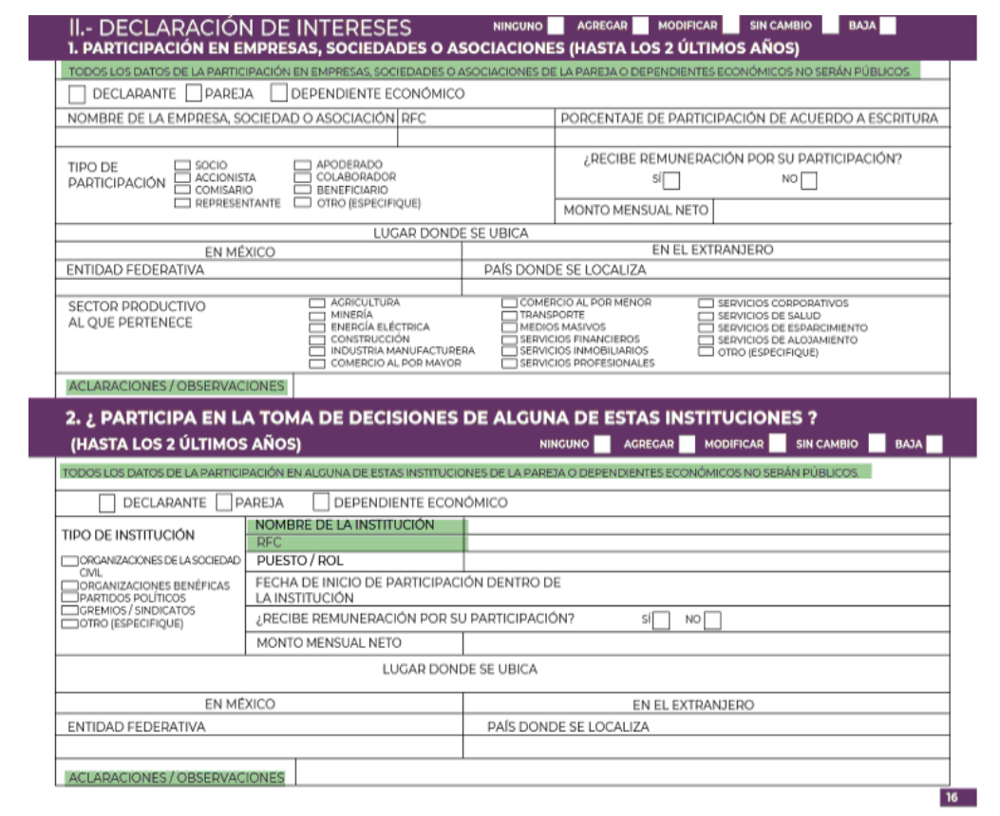 II.- DECLARACIÓN DE INTERESES NINGUNO AGREGAR MODIFICAR SIN CAMBIO BAJA
1. PARTICIPACIÓN EN EMPRESAS, SOCIEDADES O ASOCIACIONES (HASTA LOS 2 ÚLTIMOS AÑOS)
TODOS LOS DATOS DE LA PARTICIPACIÓN EN EMPRESAS, SOCIEDADES O ASOCIACIONES DE LA PAREJA O DEPENDIENTES ECONÓMICOS NO SERÁN PÚBLICOS.
DECLARANTE PAREJA DEPENDIENTE ECONÓMICO
NOMBRE DE LA EMPRESA, SOCIEDAD O ASOCIACIÓN RFC PORCENTAJE DE PARTICIPACIÓN DE ACUERDO A ESCRITURA
TIPO DE
PARTICIPACIÓN
SOCIO
ACCIONISTA
COMISARIO
REPRESENTANTE
APODERADO
COLABORADOR
BENEFICIARIO
OTRO (ESPECIFIQUE)
¿RECIBE REMUNERACIÓN POR SU PARTICIPACIÓN?
SÍ NO
MONTO MENSUAL NETO
LUGAR DONDE SE UBICA
EN MÉXICO EN EL EXTRANJERO
ENTIDAD FEDERATIVA PAÍS DONDE SE LOCALIZA
SECTOR PRODUCTIVO
AL QUE PERTENECE
AGRICULTURA
MINERÍA
ENERGÍA ELÉCTRICA
CONSTRUCCIÓN
INDUSTRIA MANUFACTURERA
COMERCIO AL POR MAYOR
COMERCIO AL POR MENOR
TRANSPORTE
MEDIOS MASIVOS
SERVICIOS FINANCIEROS
SERVICIOS INMOBILIARIOS
SERVICIOS PROFESIONALES
SERVICIOS CORPORATIVOS
SERVICIOS DE SALUD
SERVICIOS DE ESPARCIMIENTO
SERVICIOS DE ALOJAMIENTO
OTRO (ESPECIFIQUE)
ACLARACIONES / OBSERVACIONES
2. ¿ PARTICIPA EN LA TOMA DE DECISIONES DE ALGUNA DE ESTAS INSTITUCIONES ?
(HASTA LOS 2 ÚLTIMOS AÑOS) NINGUNO AGREGAR MODIFICAR SIN CAMBIO BAJA
TODOS LOS DATOS DE LA PARTICIPACIÓN EN ALGUNA DE ESTAS INSTITUCIONES DE LA PAREJA O DEPENDIENTES ECONÓMICOS NO SERÁN PÚBLICOS.
DECLARANTE PAREJA DEPENDIENTE ECONÓMICO
TIPO DE INSTITUCIÓN
ORGANIZACIONES DE LA SOCIEDAD
CIVIL
ORGANIZACIONES BENÉFICAS
PARTIDOS POLÍTICOS
GREMIOS / SINDICATOS
OTRO (ESPECIFIQUE)
NOMBRE DE LA INSTITUCIÓN
RFC
PUESTO / ROL
FECHA DE INICIO DE PARTICIPACIÓN DENTRO DE
LA INSTITUCIÓN
¿RECIBE REMUNERACIÓN POR SU PARTICIPACIÓN? SÍ NO
MONTO MENSUAL NETO
LUGAR DONDE SE UBICA
EN MÉXICO EN EL EXTRANJERO
ENTIDAD FEDERATIVA PAÍS DONDE SE LOCALIZA
ACLARACIONES / OBSERVACIONES
16